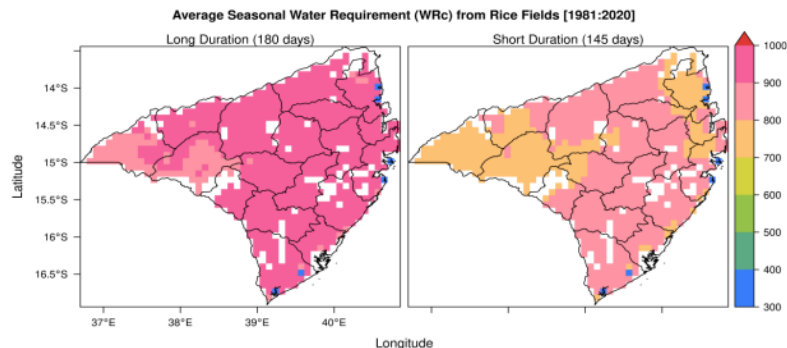 Average Seasonal Water Requirement (WRc) from Rice Fields [1981:2020]
Long Duration (180 days)
Short Duration (145 days)
Latitude
14°S
14.5°S
15°S
15.5°S
16°S
16.5°S
37°E
38°E
39°E
40°E
Longitude
1000
900
800
700
600
500
400
300